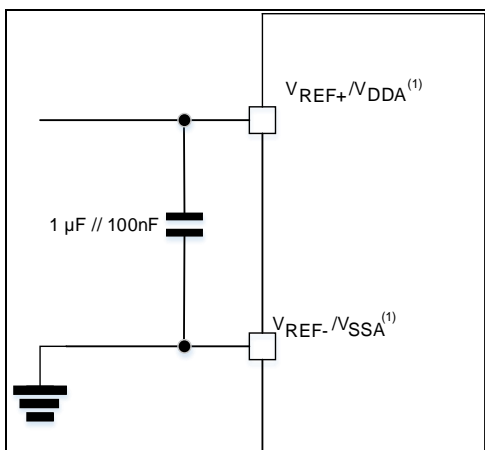 VREF+/VDDA(1)
1 µF // 100nF
VREF-/VSSA(1)